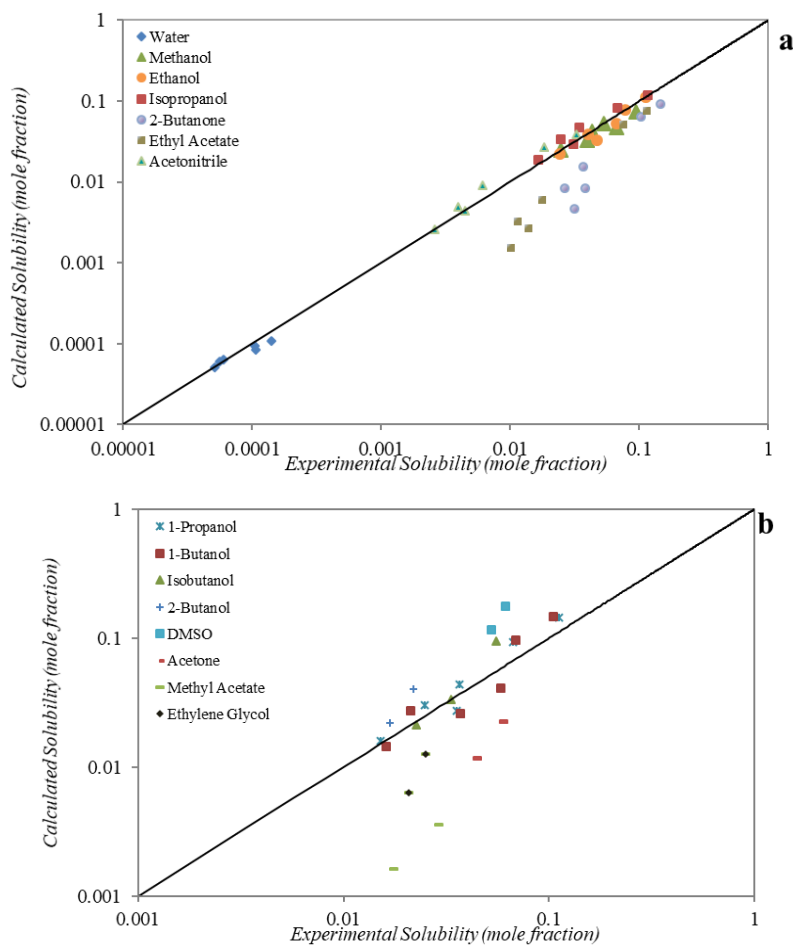 1
a
Water
Methanol
Ethanol
Isopropanol
2-Butanone
Ethyl Acetate
Acetonitrile
0.1
0.01
0.001
0.0001
0.00001
Calculated Solubility (mole fraction)
0.00001 0.0001 0.001 0.01 0.1 1
Experimental Solubility (mole fraction)
1
b
1-Propanol
1-Butanol
Isobutanol
2-Butanol
DMSO
Acetone
Methyl Acetate
Ethylene Glycol
0.1
0.01
0.001
Calculated Solubility (mole fraction)
0.001 0.01 0.1 1
Experimental Solubility (mole fraction)